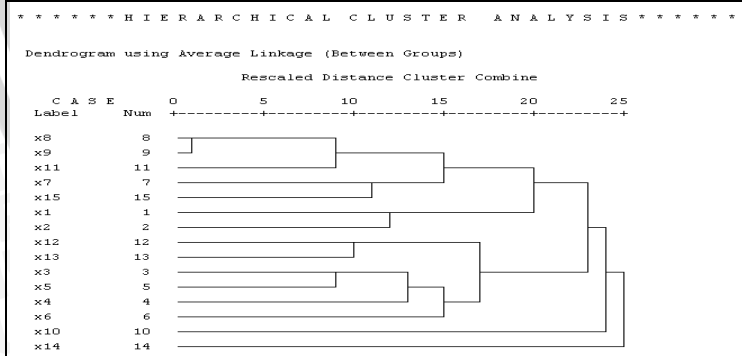 * * * * * * H I E R A R C H I C A L   C L U S T E R   A N A L Y S I S * * * * * *
Dendrogram using Average Linkage (Between Groups)
Rescaled Distance Cluster Combine
C A S E   0   5   10   15   20   25
Label   Num   +---------+---------+---------+---------+---------+
x8   8
x9   9
x11   11
x7   7
x15   15
x1   1
x2   2
x12   12
x13   13
x3   3
x5   5
x4   4
x6   6
x10   10
x14   14